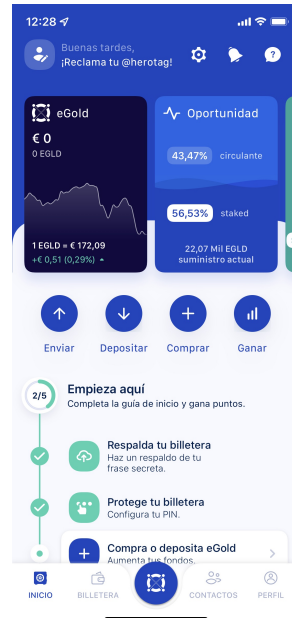 12:28
Buenas tardes,
¡Reclama tu @herotag!
eGold
€ 0
0 EGLD
1 EGLD = € 172,09
+€ 0,51 (0,29%)
Oportunidad
43,47% circulante
56,53% staked
22,07 Mil EGLD
suministro actual
Enviar
Depositar
Comprar
Ganar
2/5
Empieza aquí
Completa la guía de inicio y gana puntos.
Respalda tu billetera
Haz un respaldo de tu
frase secreta.
Protege tu billetera
Configura tu PIN.
Compra o deposita eGold
Aumenta tus fondos.
INICIO
BILLETERA
CONTACTOS
PERFIL